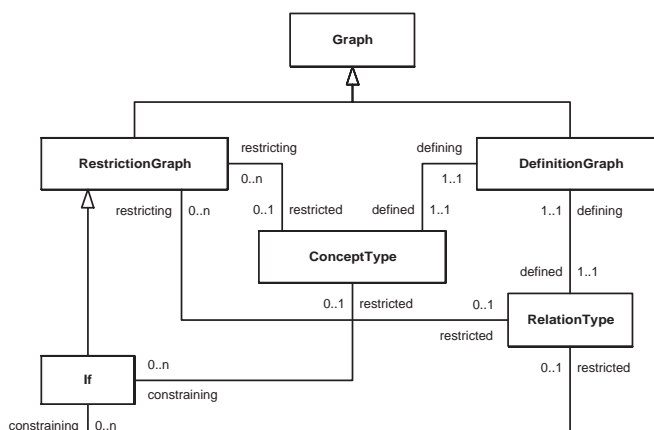 Graph
RestrictionGraph
restricting
0..n
defining
1..1
DefinitionGraph
restricting
0..n
0..1
restricted
defined
1..1
1..1
defining
ConceptType
defined
1..1
0..1
restricted
0..1
restricted
RelationType
If
0..n
constraining
0..1
restricted
constraining
0..n